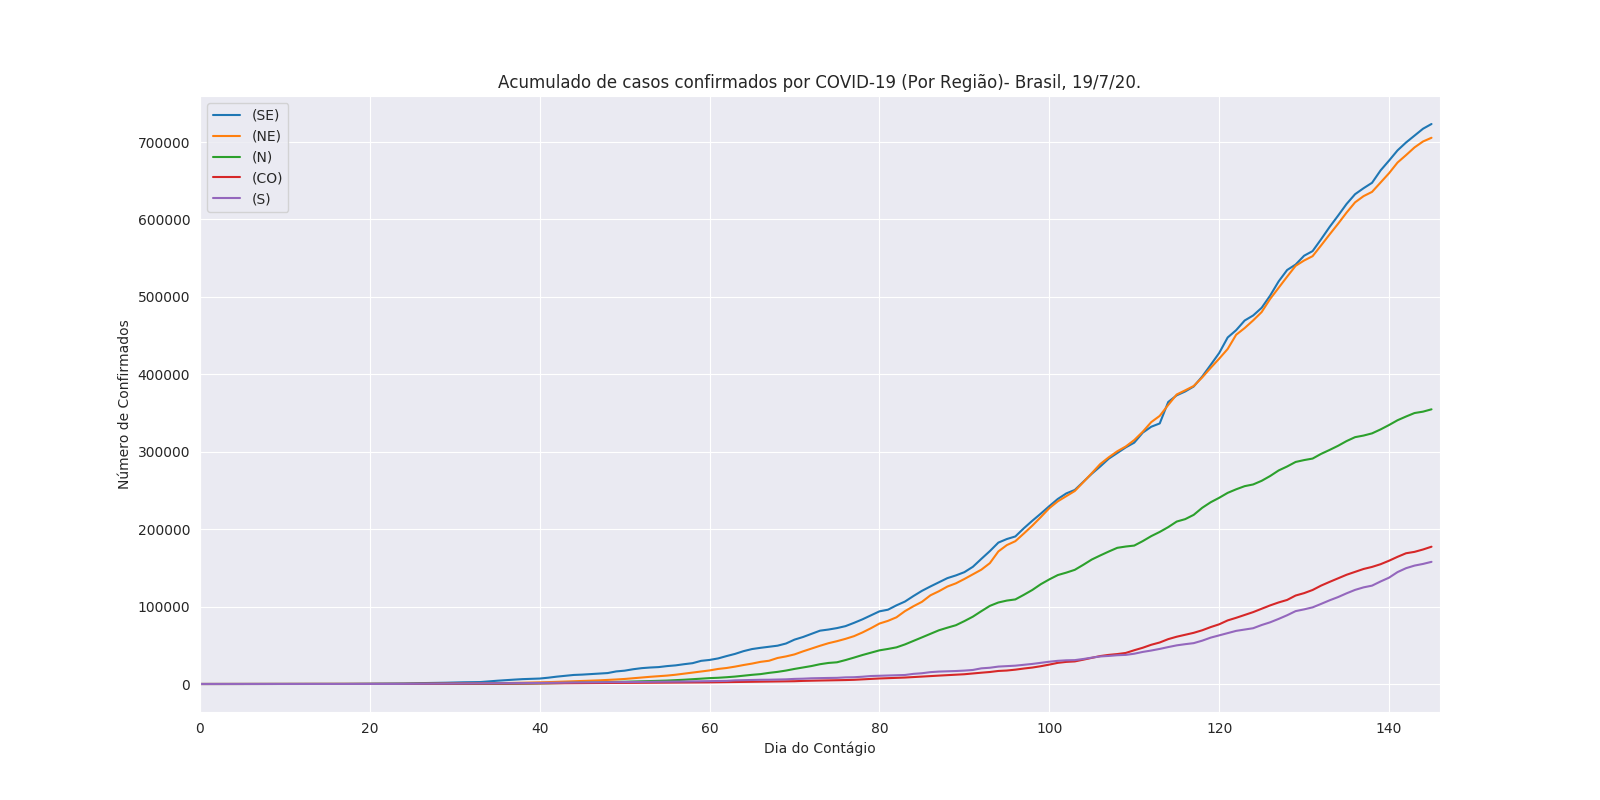 Acumulado de casos confirmados por COVID-19 (Por Região)- Brasil, 19/7/20.
(SE)
(NE)
(N)
(CO)
(S)
700000
600000
500000
400000
300000
200000
100000
0
Número de Confirmados
0 20 40 60 80 100 120 140
Dia do Contágio